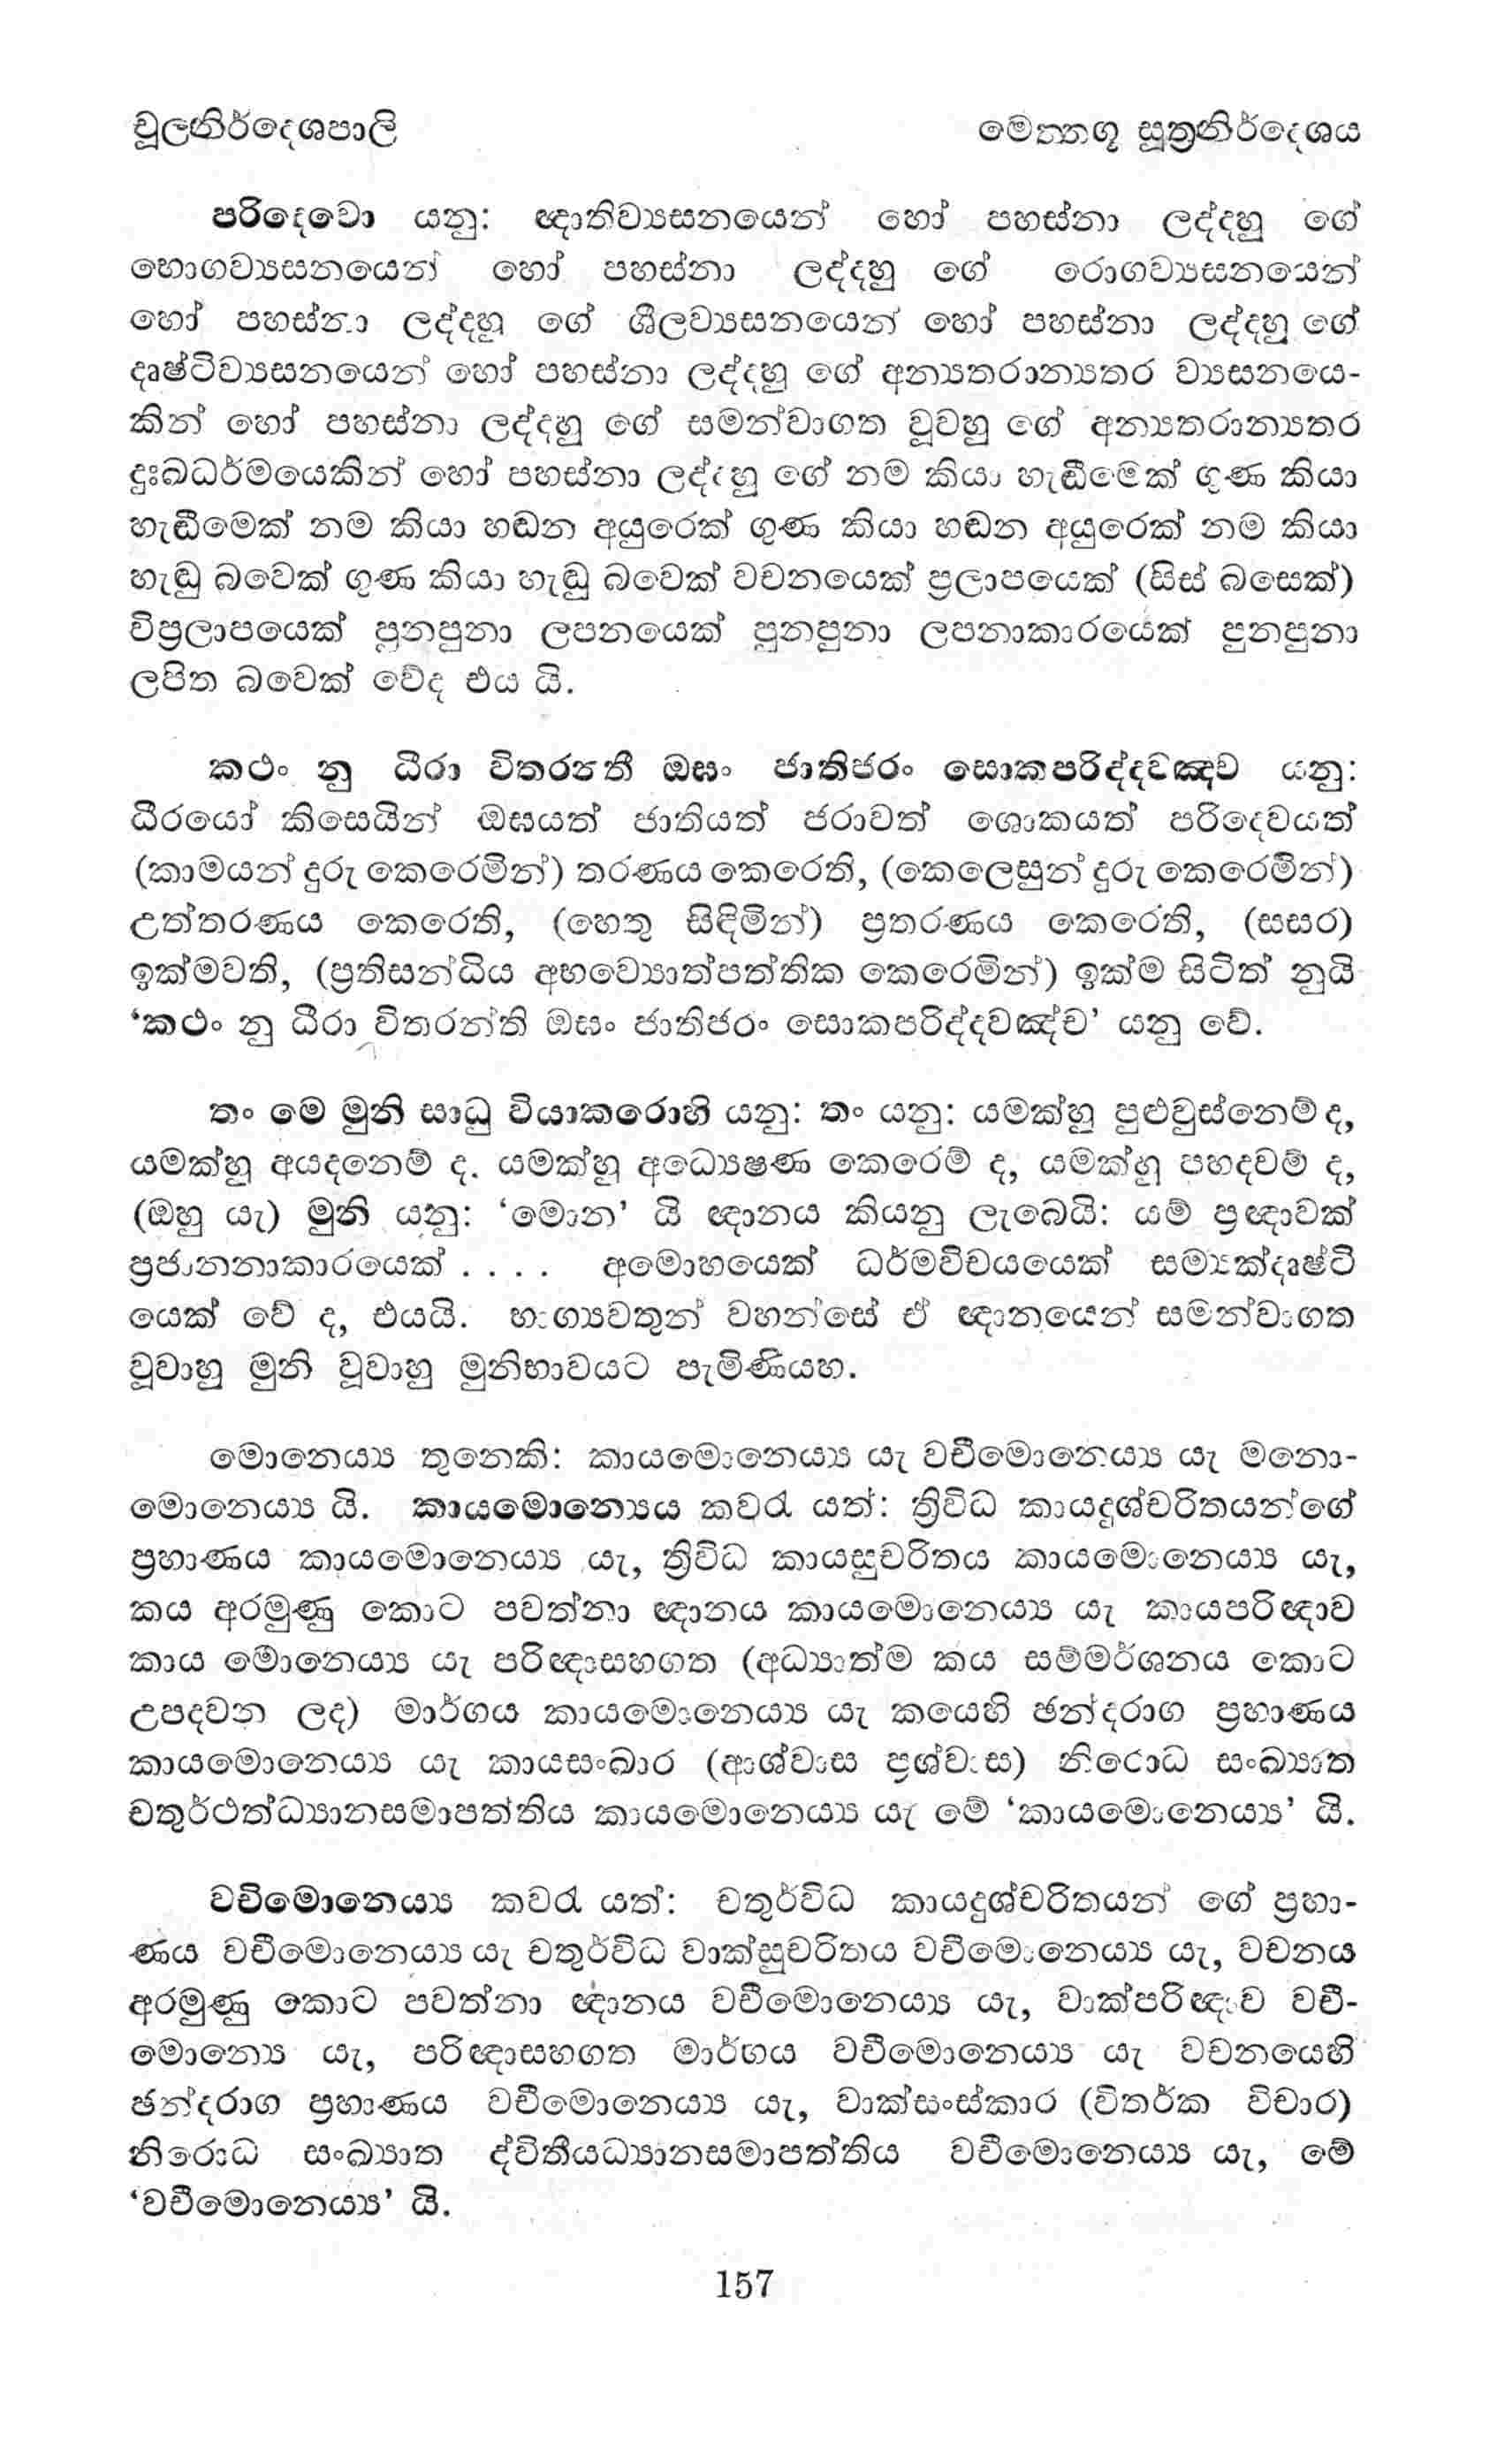 චූලනිර්දෙශපාලි
මෙත්තගූ සූත්‍රනිර්දෙශය
පරිදෙවො යනු: ඥාතිව්‍යසනයෙන් හෝ පහස්නා ලද්දහු ගේ
භොගව්‍යසනයෙන් හෝ පහස්නා ලද්දහු ගේ රොගව්‍යසනයෙන්
හෝ පහස්නා ලද්දහු ගේ ශීලව්‍යසනයෙන් හෝ පහස්නා ලද්දහු ගේ
දෘෂ්ටිව්‍යසනයෙන් හෝ පහස්නා ලද්දහු ගේ අන්‍යතරාන්‍යතර ව්‍යසනයෙ-
කින් හෝ පහස්නා ලද්දහු ගේ සමන්වාගත වූවහු ගේ අන්‍යතරාන්‍යතර
දුඃඛධර්මයෙකින් හෝ පහස්නා ලද්දහු ගේ නම කියා හැඬීමෙක් ගුණ කියා
හැඬීමෙක් නම කියා හඬන අයුරෙක් ගුණ කියා හඬන අයුරෙක් නම කියා
හැඬූ බවෙක් ගුණ කියා හැඬූ බවෙක් වචනයෙක් ප්‍රලාපයෙක් (සිස් බසෙක්)
විප්‍රලාපයෙක් පුනපුනා ලපනයෙක් පුනපුනා ලපනාකාරයෙක් පුනපුනා
ලපිත බවෙක් වේද එය යි.
කථං නු ධීරා විතරන්ති ඔඝං ජාතිජරං සොකපරිද්දවඤ්ච යනු:
ධීරයෝ කිසෙයින් ඔඝයත් ජාතියත් ජරාවත් ශොකයත් පරිදෙවයත්
(කාමයන් දුරු කෙරෙමින්) තරණය කෙරෙති, (කෙලෙසුන් දුරු කෙරෙමින්)
උත්තරණය කෙරෙති, (හෙතු සිඳිමින්) ප්‍රතරණය කෙරෙති, (සසර)
ඉක්මවති, (ප්‍රතිසන්ධිය අභව්‍යොත්පත්තික කෙරෙමින්) ඉක්ම සිටිත් නුයි
‘කථං නු ධීරා විතරන්ති ඔඝං ජාතිජරං සොකපරිද්දවඤ්ච’ යනු වේ.
තං මෙ මුනි සාධු වියාකරොහි යනු: තං යනු: යමක්හු පුළුවුස්නෙම් ද,
යමක්හු අයදනෙම් ද. යමක්හු අධ්‍යෙෂණ කෙරෙම් ද, යමක්හු පහදවම් ද,
(ඔහු යැ) මුනි යනු: ‘මොන’ යි ඥානය කියනු ලැබෙයි: යම් ප්‍රඥාවක්
ප්‍රජානනාකාරයෙක් . . . . අමොහයෙක් ධර්මවිචයයෙක් සම්‍යක්දෘෂ්ටි
යෙක් වේ ද, එයයි. භාග්‍යවතුන් වහන්සේ ඒ ඥානයෙන් සමන්වාගත
වූවාහු මුනි වූවාහු මුනිභාවයට පැමිණියහ.
මොනෙය්‍ය තුනෙකි: කායමොනෙය්‍ය යැ වචීමොනෙය්‍ය යැ මනො-
මොනෙය්‍ය යි. කායමොන්‍යෙය කවරැ යත්: ත්‍රිවිධ කායදුශ්චරිතයන්ගේ
ප්‍රහාණය කායමොනෙය්‍ය යැ, ත්‍රිවිධ කායසුචරිතය කායමොනෙය්‍ය යැ,
කය අරමුණු කොට පවත්නා ඥානය කායමොනෙය්‍ය යැ කායපරිඥාව
කාය මොනෙය්‍ය යැ පරිඥාසහගත (අධ්‍යාත්ම කය සම්මර්ශනය කොට
උපදවන ලද) මාර්ගය කායමොනෙය්‍ය යැ කයෙහි ඡන්දරාග ප්‍රහාණය
කායමොනෙය්‍ය යැ කායසංඛාර (ආශ්වාස ප්‍රශ්වාස) නිරොධ සංඛ්‍යාත
චතුර්ථත්ධ්‍යානසමාපත්තිය කායමොනෙය්‍ය යැ මේ ‘කායමොනෙය්‍ය’ යි.
වචිමොනෙය්‍ය කවරැ යත්: චතුර්විධ කායදුශ්චරිතයන් ගේ ප්‍රහා-
ණය වචීමොනෙය්‍ය යැ චතුර්විධ වාක්සුචරිතය වචීමොනෙය්‍ය යැ, වචනය
අරමුණු කොට පවත්නා ඥානය වචීමොනෙය්‍ය යැ, වාක්පරිඥාව වචී-
මොන්‍යෙ යැ, පරිඥාසහගත මාර්ගය වචීමොනෙය්‍ය යැ වචනයෙහි
ඡන්දරාග ප්‍රහාණය වචීමොනෙය්‍ය යැ, වාක්සංස්කාර (විතර්ක විචාර)
නිරොධ සංඛ්‍යාත ද්විතීයධ්‍යානසමාපත්තිය වචීමොනෙය්‍ය යැ, මේ
‘වචීමොනෙය්‍ය’ යි.
157